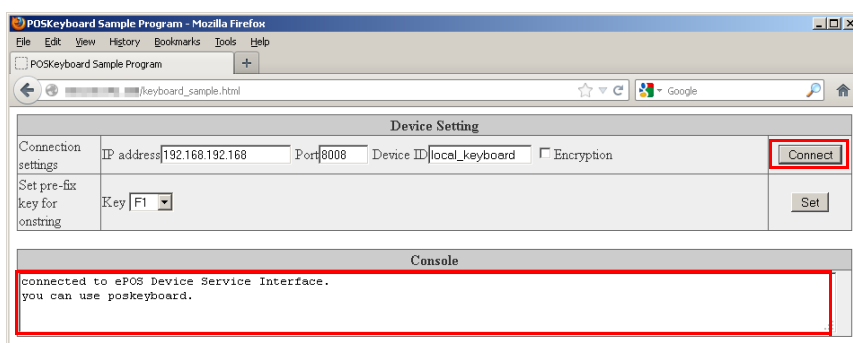 POSKeyboard Sample Program - Mozilla Firefox
File Edit View History Bookmarks Tools Help
POSKeyboard Sample Program +
/keyboard_sample.html Google
Device Setting
Connection settings IP address 192.168.192.168 Port 8008 Device ID local_keyboard Encryption Connect
Set pre-fix key for onstring Key F1 Set
Console
connected to ePOS Device Service Interface.
you can use poskeyboard.